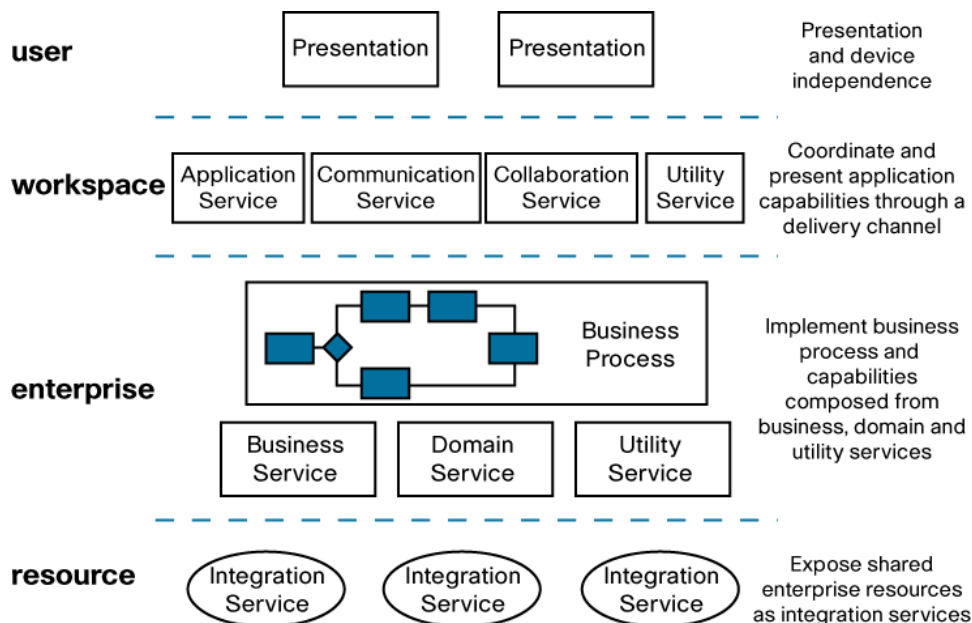 user
Presentation
Presentation
Presentation
and device
independence
workspace
Application
Service
Communication
Service
Collaboration
Service
Utility
Service
Coordinate and
present application
capabilities through a
delivery channel
enterprise
Business
Process
Business
Service
Domain
Service
Utility
Service
Implement business
process and
capabilities
composed from
business, domain and
utility services
resource
Integration
Service
Integration
Service
Integration
Service
Expose shared
enterprise resources
as integration services